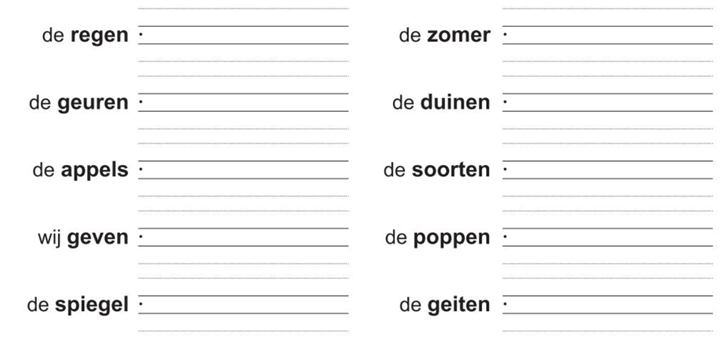 de regen
de geuren
de appels
wij geven
de spiegel
de zomer
de duinen
de soorten
de poppen
de geiten